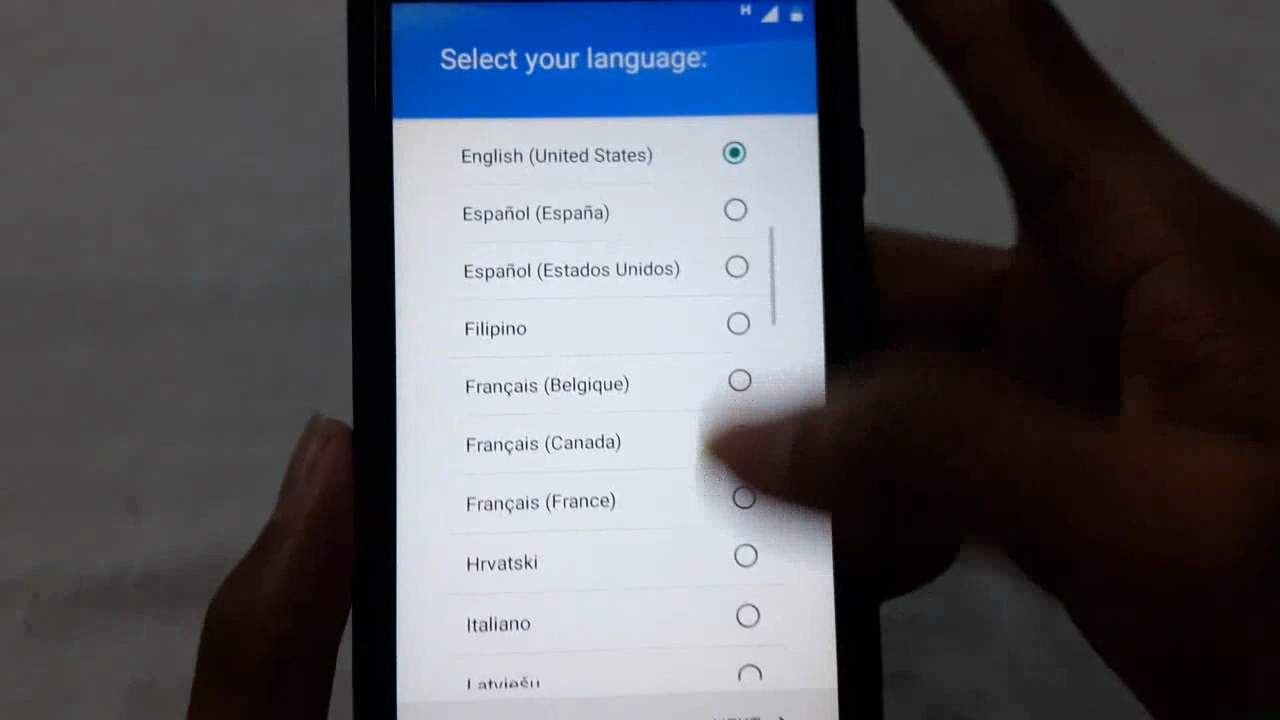 H
Select your language:
English (United States)
Español (España)
Español (Estados Unidos)
Filipino
Français (Belgique)
Français (Canada)
Français (France)
Hrvatski
Italiano